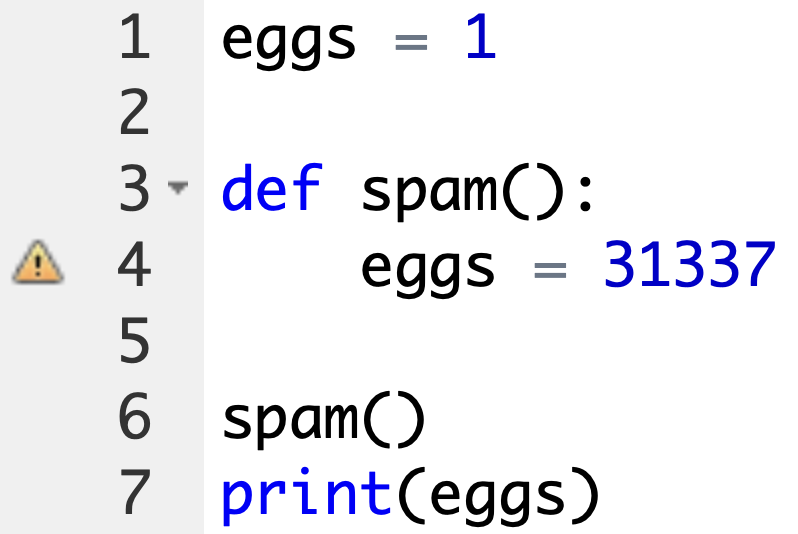 1 eggs = 1
2
3 def spam():
4     eggs = 31337
5
6 spam()
7 print(eggs)